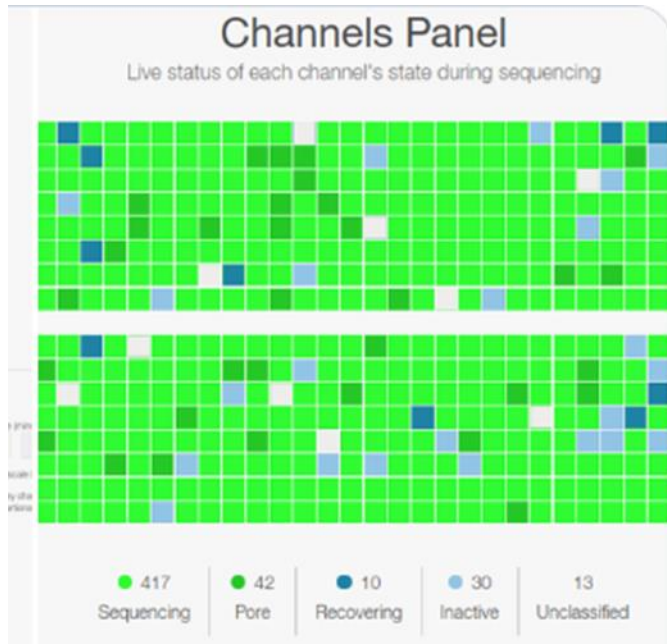 Channels Panel
Live status of each channel's state during sequencing
417 42 10 30 13
Sequencing Pore Recovering Inactive Unclassified